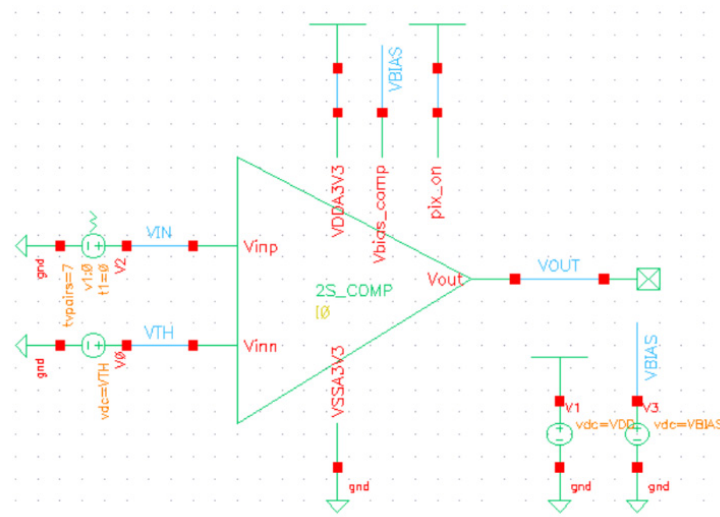 VBIAS
VDDA3V3
Vbias_comp
pix_on
VIN
Vinp
gnd
tvpairs=7
v1:0
t1=0
V2
Vout
VOUT
2S_COMP
I0
VTH
Vinn
gnd
vdc=VTH
V0
VSSA3V3
gnd
VBIAS
V1
vdc=VDD
gnd
V3
vdc=VBIAS
gnd